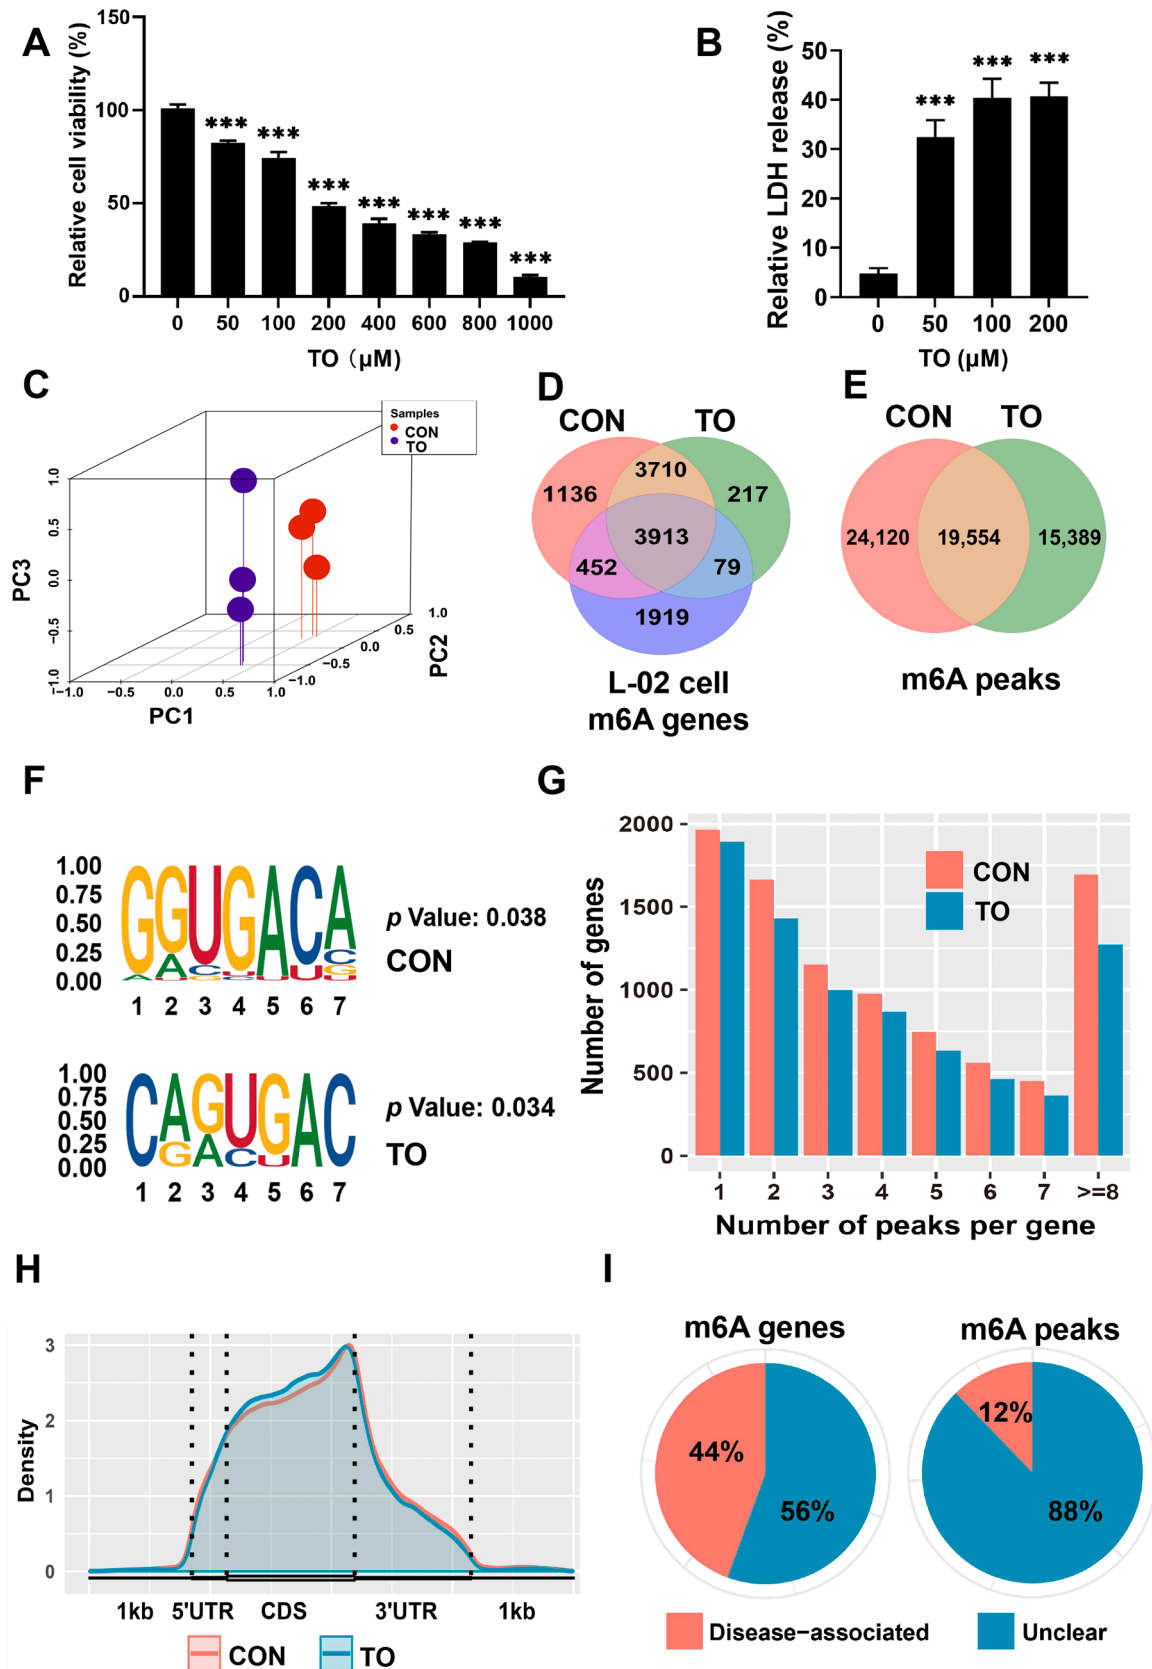 A
Relative cell viability (%)
150
100
50
0
*** *** *** *** *** *** ***
0 50 100 200 400 600 800 1000
TO (μM)
B
Relative LDH release (%)
50
40
30
20
10
0
*** *** ***
0 50 100 200
TO (μM)
C
Samples
CON
TO
PC3
1.0
0.5
0.0
−0.5
−1.0
−1.0 −0.5 0.0 0.5 1.0
PC1
−1.0
−0.5
0.0
0.5
1.0
PC2
D
CON TO
3710
1136 217
3913
452 79
1919
L-02 cell
m6A genes
E
CON TO
24,120 19,554 15,389
m6A peaks
F
1.00
0.75
0.50
0.25
0.00
GGUGACA
1 2 3 4 5 6 7
p Value: 0.038
CON
1.00
0.75
0.50
0.25
0.00
CAGUGAC
1 2 3 4 5 6 7
p Value: 0.034
TO
G
Number of genes
2000
1500
1000
500
0
CON
TO
1 2 3 4 5 6 7 >=8
Number of peaks per gene
H
Density
3
2
1
0
1kb 5'UTR CDS 3'UTR 1kb
CON TO
I
m6A genes
44%
56%
m6A peaks
12%
88%
Disease−associated Unclear